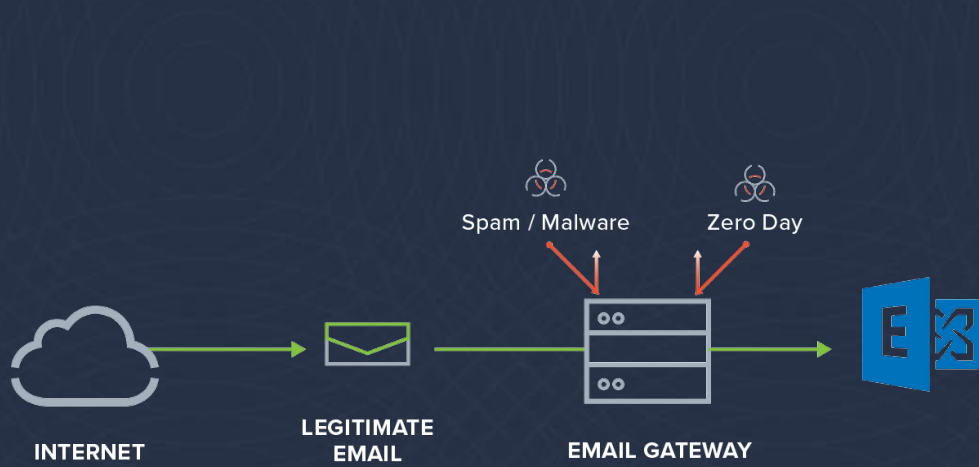 Spam / Malware
Zero Day
E
INTERNET
LEGITIMATE
EMAIL
EMAIL GATEWAY